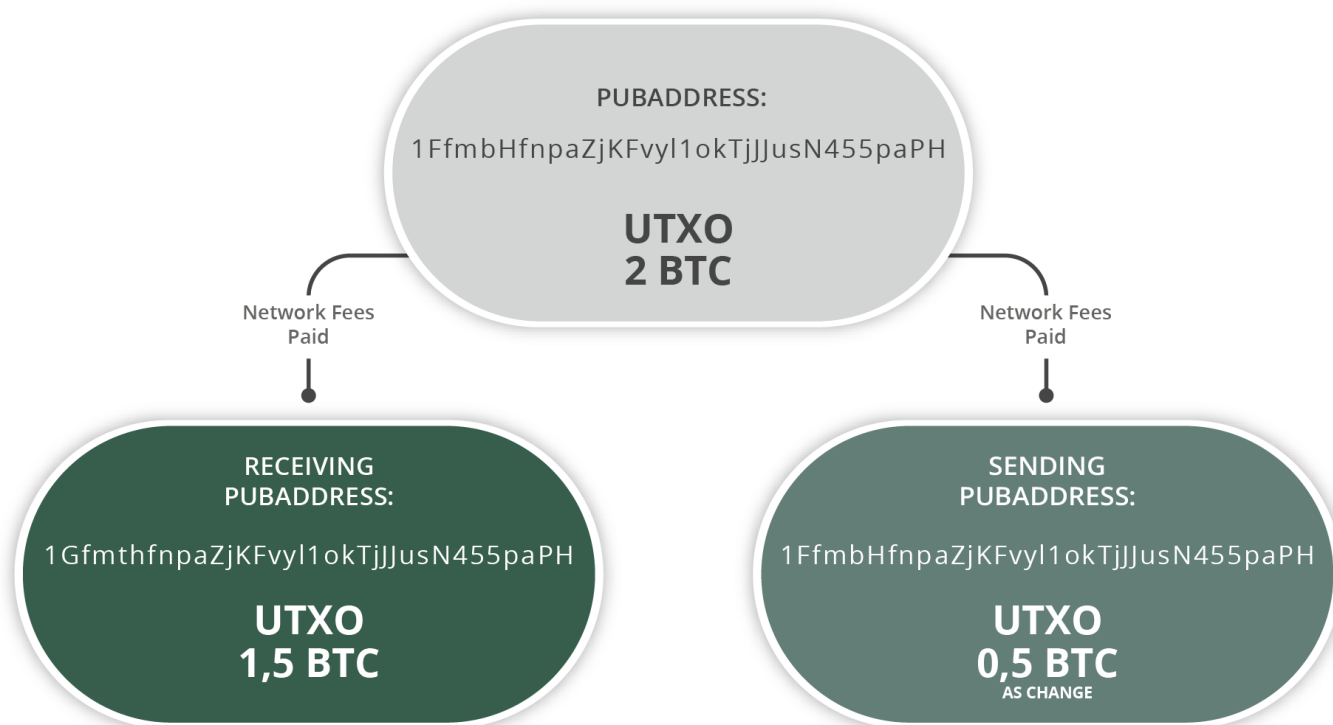 PUBADDRESS:
1FfmbHfnpaZjKFvyl1okTjJJusN455paPH
UTXO
2 BTC
Network Fees
Paid
Network Fees
Paid
RECEIVING
PUBADDRESS:
1GfmthfnpaZjKFvyl1okTjJJusN455paPH
UTXO
1,5 BTC
SENDING
PUBADDRESS:
1FfmbHfnpaZjKFvyl1okTjJJusN455paPH
UTXO
0,5 BTC
AS CHANGE